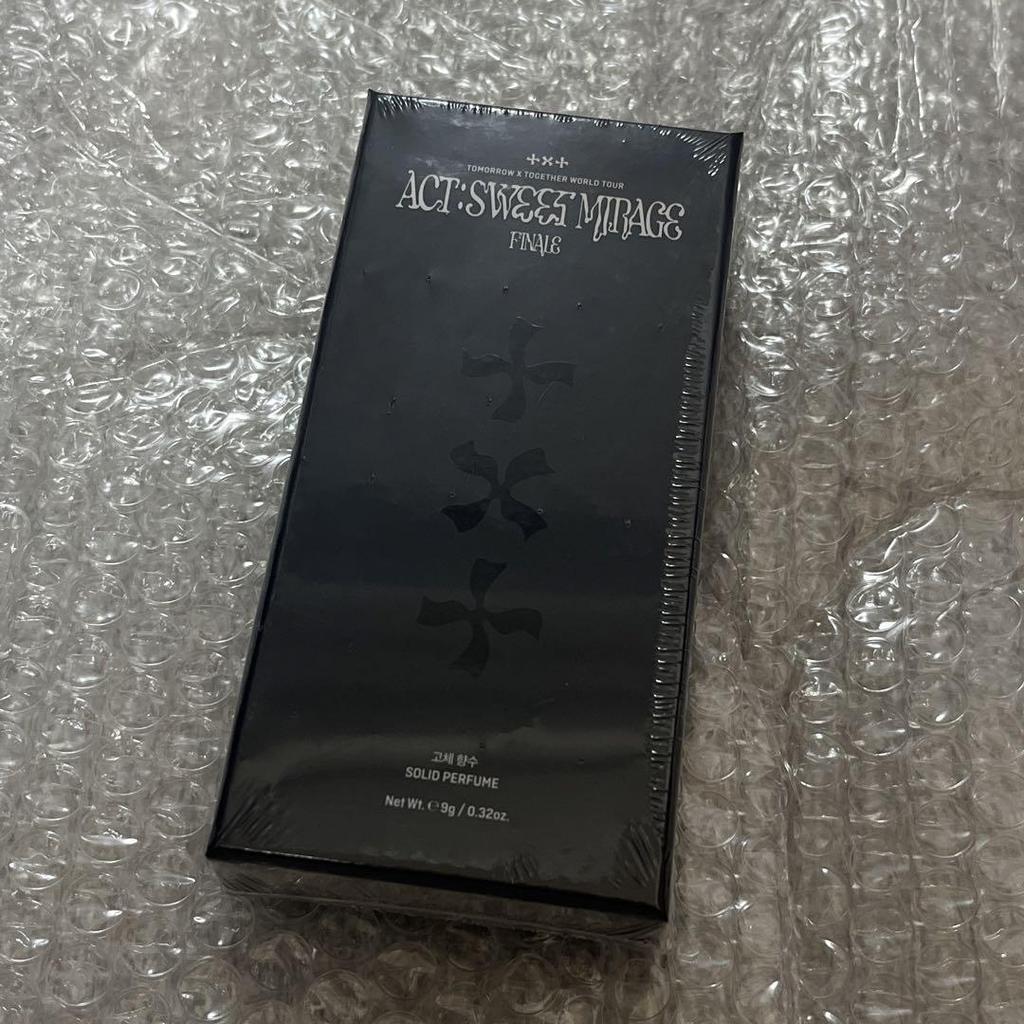 +x+
TOMORROW X TOGETHER WORLD TOUR
ACT:SWEET MIRAGE
FINALE
+x+
고체 향수
SOLID PERFUME
Net Wt. ℮ 9g / 0.32oz.